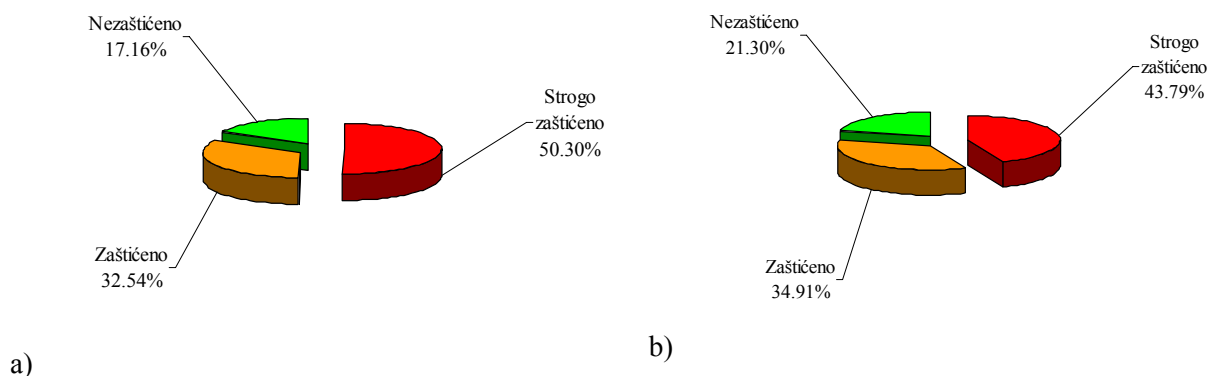 Nezaštićeno
17.16%
Strogo
zaštićeno
50.30%
Zaštićeno
32.54%
a)
Nezaštićeno
21.30%
Strogo
zaštićeno
43.79%
Zaštićeno
34.91%
b)